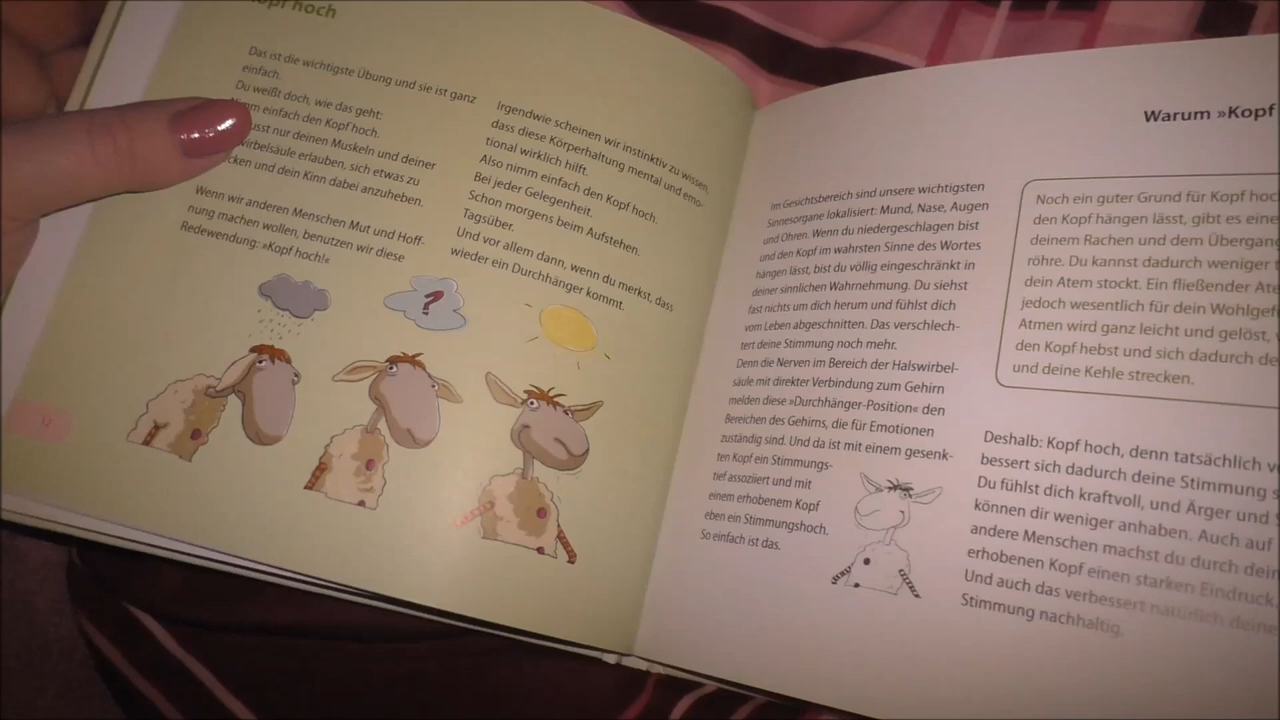 Kopf hoch
Das ist die wichtigste Übung und sie ist ganz
einfach.
Du weißt doch, wie das geht:
Nimm einfach den Kopf hoch.
musst nur deinen Muskeln und deiner
wirbelsäule erlauben, sich etwas zu
cken und dein Kinn dabei anzuheben.
Wenn wir anderen Menschen Mut und Hoff-
nung machen wollen, benutzen wir diese
Redewendung: »Kopf hoch!«
Irgendwie scheinen wir instinktiv zu wissen,
dass diese Körperhaltung mental und emo-
tional wirklich hilft.
Also nimm einfach den Kopf hoch.
Bei jeder Gelegenheit.
Schon morgens beim Aufstehen.
Tagsüber.
Und vor allem dann, wenn du merkst, dass
wieder ein Durchhänger kommt.
?
12
Warum »Kopf
Im Gesichtsbereich sind unsere wichtigsten
Sinnesorgane lokalisiert: Mund, Nase, Augen
und Ohren. Wenn du niedergeschlagen bist
und den Kopf im wahrsten Sinne des Wortes
hängen lässt, bist du völlig eingeschränkt in
deiner sinnlichen Wahrnehmung. Du siehst
fast nichts um dich herum und fühlst dich
vom Leben abgeschnitten. Das verschlech-
tert deine Stimmung noch mehr.
Denn die Nerven im Bereich der Halswirbel-
säule mit direkter Verbindung zum Gehirn
melden diese »Durchhänger-Position« den
Bereichen des Gehirns, die für Emotionen
zuständig sind. Und da ist mit einem gesenk-
ten Kopf ein Stimmungs-
tief assoziiert und mit
einem erhobenem Kopf
eben ein Stimmungshoch.
So einfach ist das.
Noch ein guter Grund für Kopf hoc
den Kopf hängen lässt, gibt es eine
deinem Rachen und dem Übergang
röhre. Du kannst dadurch weniger
dein Atem stockt. Ein fließender Ate
jedoch wesentlich für dein Wohlgef
Atmen wird ganz leicht und gelöst,
den Kopf hebst und sich dadurch de
und deine Kehle strecken.
Deshalb: Kopf hoch, denn tatsächlich v
bessert sich dadurch deine Stimmung s
Du fühlst dich kraftvoll, und Ärger und
können dir weniger anhaben. Auch auf
andere Menschen machst du durch dein
erhobenen Kopf einen starken Eindruck
Und auch das verbessert natürlich deine
Stimmung nachhaltig.